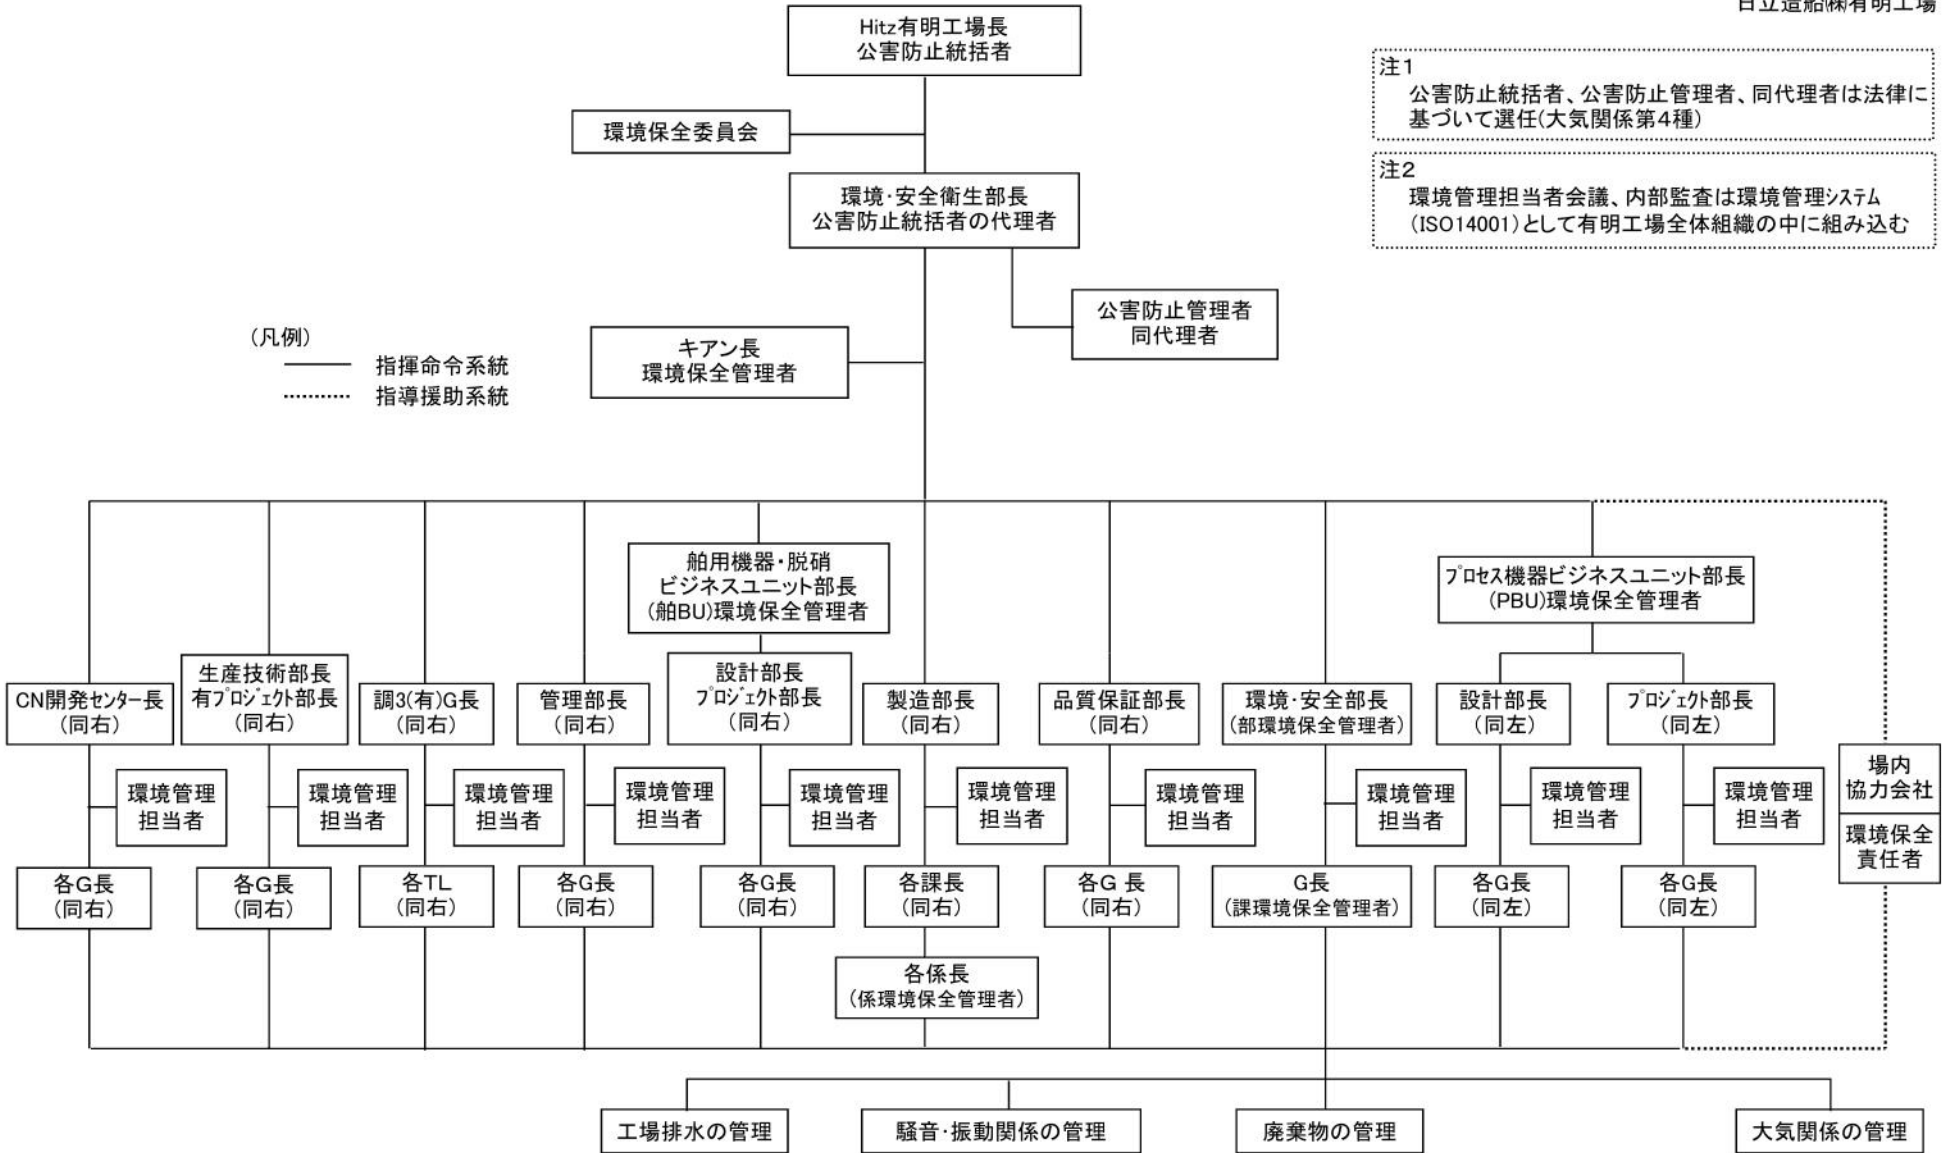 日立造船㈱有明工場
Hitz有明工場長
公害防止統括者
注1
公害防止統括者、公害防止管理者、同代理者は法律に
基づいて選任(大気関係第4種)
環境保全委員会
注2
環境管理担当者会議、内部監査は環境管理システム
(ISO14001)として有明工場全体組織の中に組み込む
環境・安全衛生部長
公害防止統括者の代理者
公害防止管理者
同代理者
(凡例)
指揮命令系統
指導援助系統
キアン長
環境保全管理者
舶用機器・脱硝
ビジネスユニット部長
(舶BU)環境保全管理者
プロセス機器ビジネスユニット部長
(PBU)環境保全管理者
CN開発センター長
(同右)
生産技術部長
有プロジェクト部長
(同右)
調3(有)G長
(同右)
管理部長
(同右)
設計部長
プロジェクト部長
(同右)
製造部長
(同右)
品質保証部長
(同右)
環境・安全部長
(部環境保全管理者)
設計部長
(同左)
プロジェクト部長
(同左)
場内
協力会社
環境保全
責任者
環境管理
担当者
環境管理
担当者
環境管理
担当者
環境管理
担当者
環境管理
担当者
環境管理
担当者
環境管理
担当者
環境管理
担当者
環境管理
担当者
環境管理
担当者
各G長
(同右)
各G長
(同右)
各TL
(同右)
各G長
(同右)
各G長
(同右)
各課長
(同右)
各G 長
(同右)
G長
(課環境保全管理者)
各G長
(同左)
各G長
(同左)
各係長
(係環境保全管理者)
工場排水の管理
騒音・振動関係の管理
廃棄物の管理
大気関係の管理